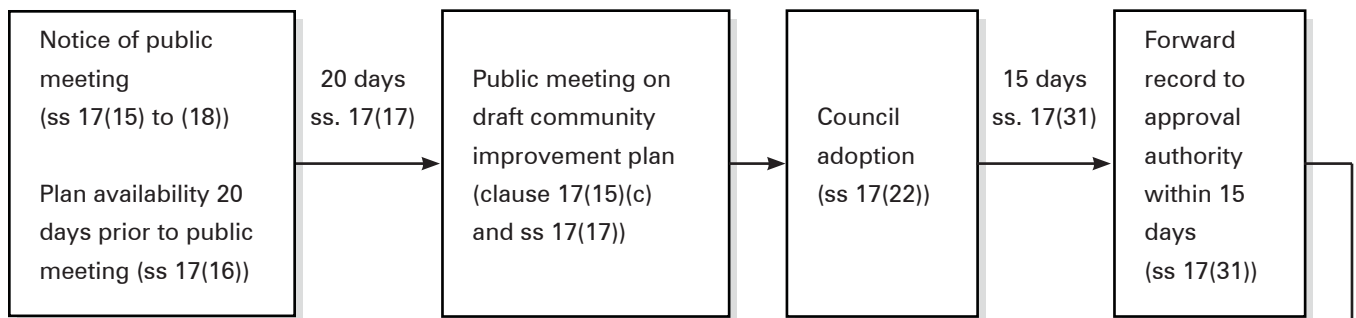 Notice of public
meeting
(ss 17(15) to (18))
Plan availability 20
days prior to public
meeting (ss 17(16))
20 days
ss. 17(17)
Public meeting on
draft community
improvement plan
(clause 17(15)(c)
and ss 17(17))
Council
adoption
(ss 17(22))
15 days
ss. 17(31)
Forward
record to
approval
authority
within 15
days
(ss 17(31))